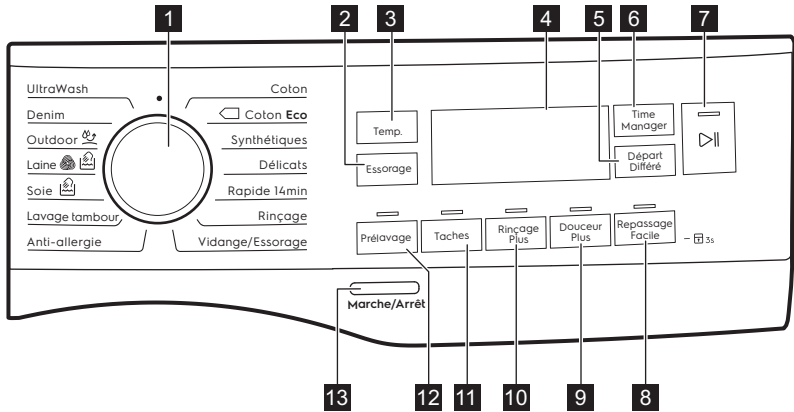 1
2
3
4
5
6
7
UltraWash
Denim
Outdoor
Laine
Soie
Lavage tambour
Anti-allergie
Coton
Coton Eco
Synthétiques
Délicats
Rapide 14min
Rinçage
Vidange/Essorage
Temp.
Essorage
Time
Manager
Départ
Différé
Prélavage
Taches
Rinçage
Plus
Douceur
Plus
Repassage
Facile
3s
Marche/Arrêt
13
12
11
10
9
8